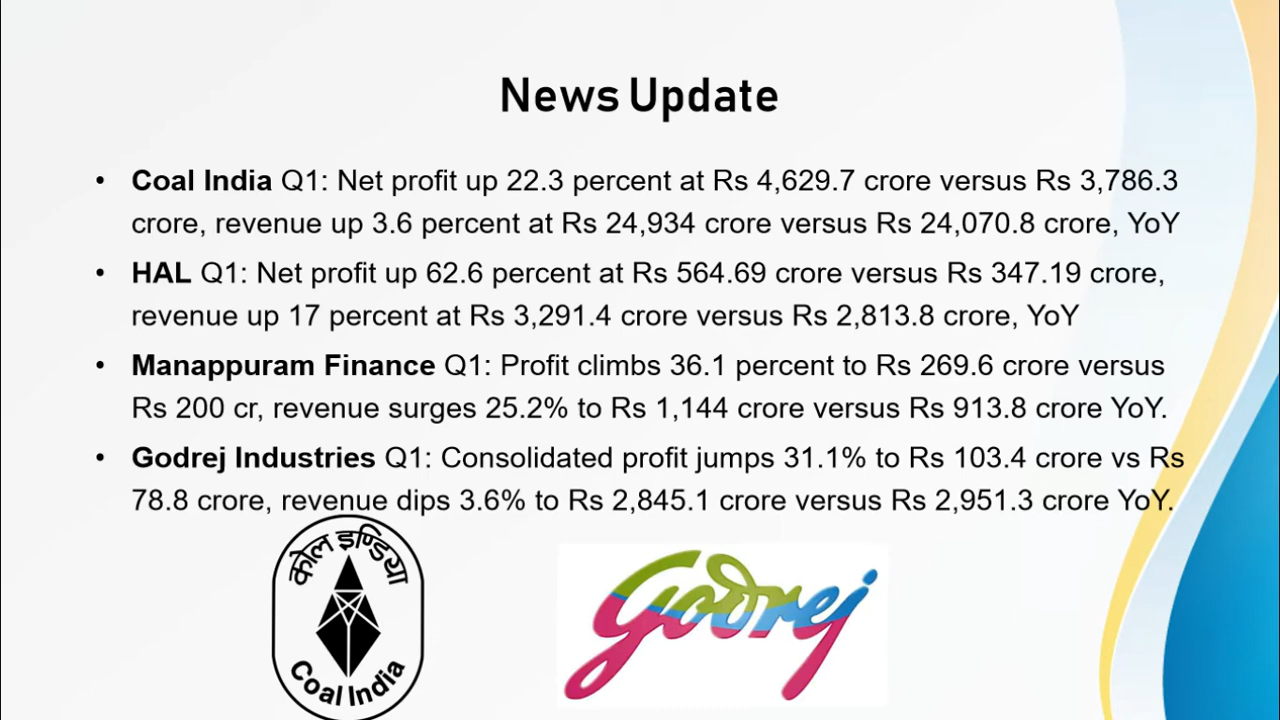 News Update
• Coal India Q1: Net profit up 22.3 percent at Rs 4,629.7 crore versus Rs 3,786.3
crore, revenue up 3.6 percent at Rs 24,934 crore versus Rs 24,070.8 crore, YoY
• HAL Q1: Net profit up 62.6 percent at Rs 564.69 crore versus Rs 347.19 crore,
revenue up 17 percent at Rs 3,291.4 crore versus Rs 2,813.8 crore, YoY
• Manappuram Finance Q1: Profit climbs 36.1 percent to Rs 269.6 crore versus
Rs 200 cr, revenue surges 25.2% to Rs 1,144 crore versus Rs 913.8 crore YoY.
• Godrej Industries Q1: Consolidated profit jumps 31.1% to Rs 103.4 crore vs Rs
78.8 crore, revenue dips 3.6% to Rs 2,845.1 crore versus Rs 2,951.3 crore YoY.
कोल इण्डिया
Coal India
Godrej